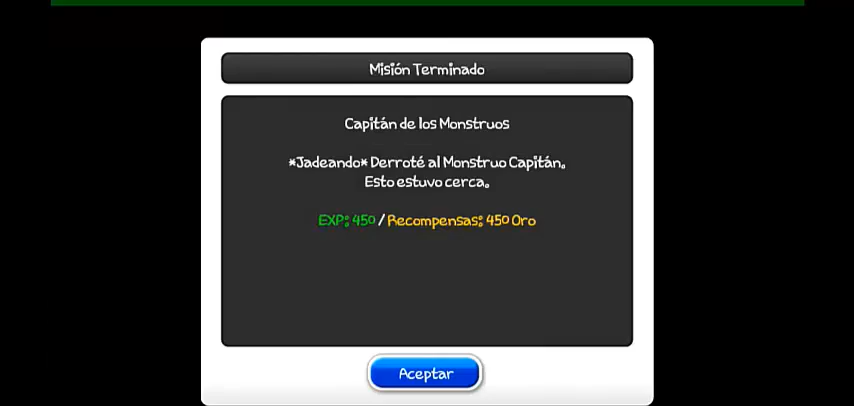 Misión Terminado
Capitán de los Monstruos
*Jadeando* Derroté al Monstruo Capitán.
Esto estuvo cerca.
EXP: 450 / Recompensas: 450 Oro
Aceptar